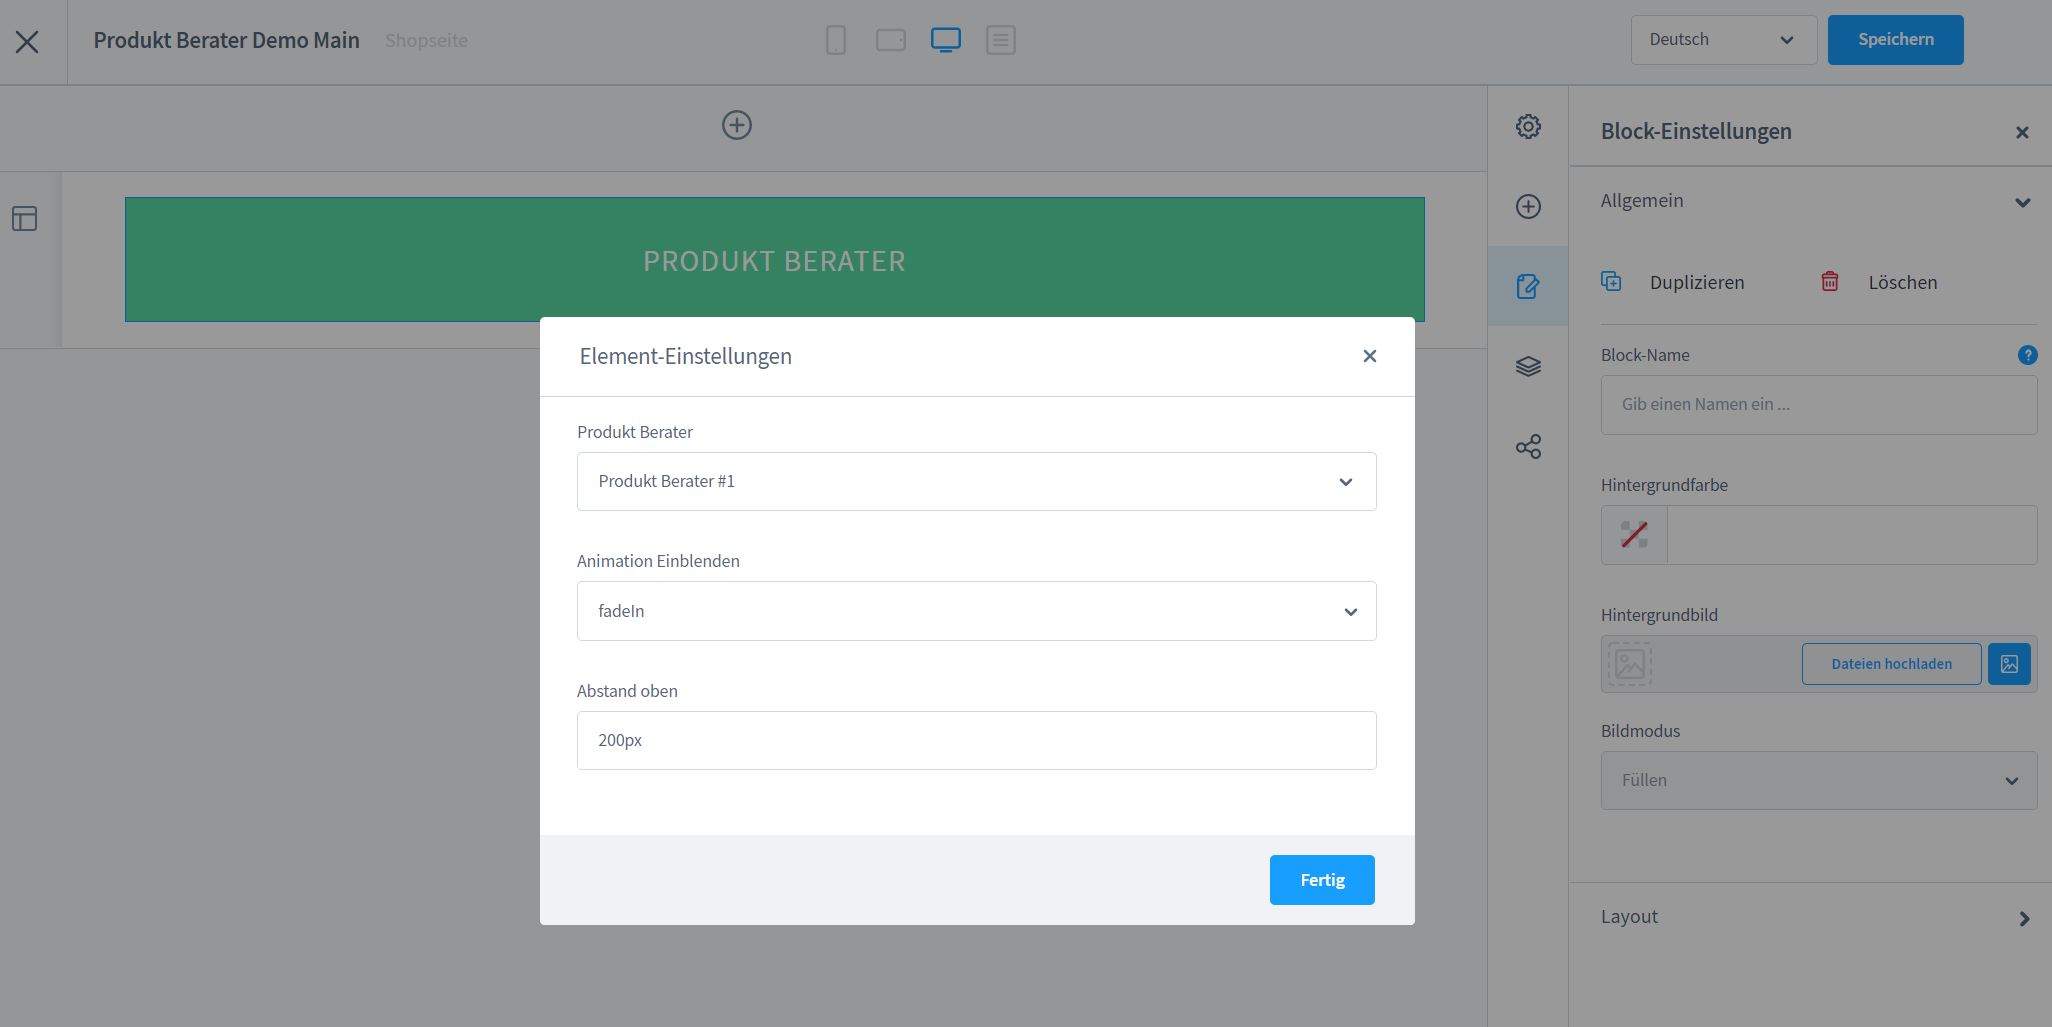 Produkt Berater Demo Main Shopseite
Deutsch
Speichern
PRODUKT BERATER
Element-Einstellungen
Produkt Berater
Produkt Berater #1
Animation Einblenden
fadeIn
Abstand oben
200px
Fertig
Block-Einstellungen
Allgemein
Duplizieren Löschen
Block-Name
?
Gib einen Namen ein ...
Hintergrundfarbe
Hintergrundbild
Dateien hochladen
Bildmodus
Füllen
Layout